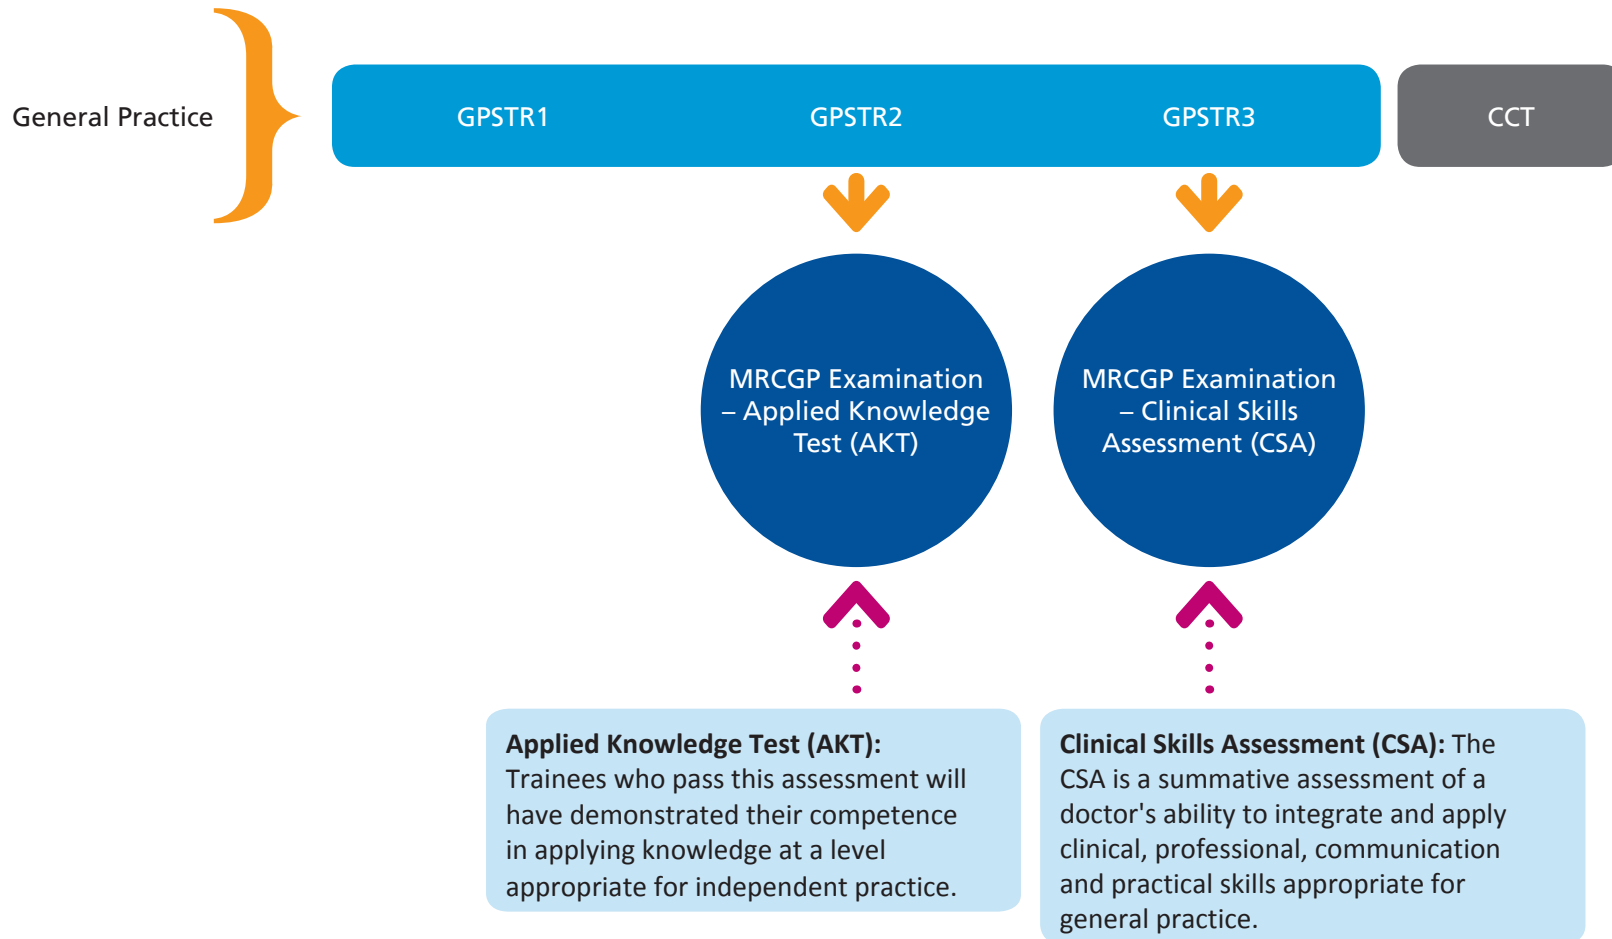 General Practice
GPSTR1
GPSTR2
GPSTR3
CCT
MRCGP Examination
– Applied Knowledge
Test (AKT)
MRCGP Examination
– Clinical Skills
Assessment (CSA)
Applied Knowledge Test (AKT):
Trainees who pass this assessment will
have demonstrated their competence
in applying knowledge at a level
appropriate for independent practice.
Clinical Skills Assessment (CSA): The
CSA is a summative assessment of a
doctor's ability to integrate and apply
clinical, professional, communication
and practical skills appropriate for
general practice.